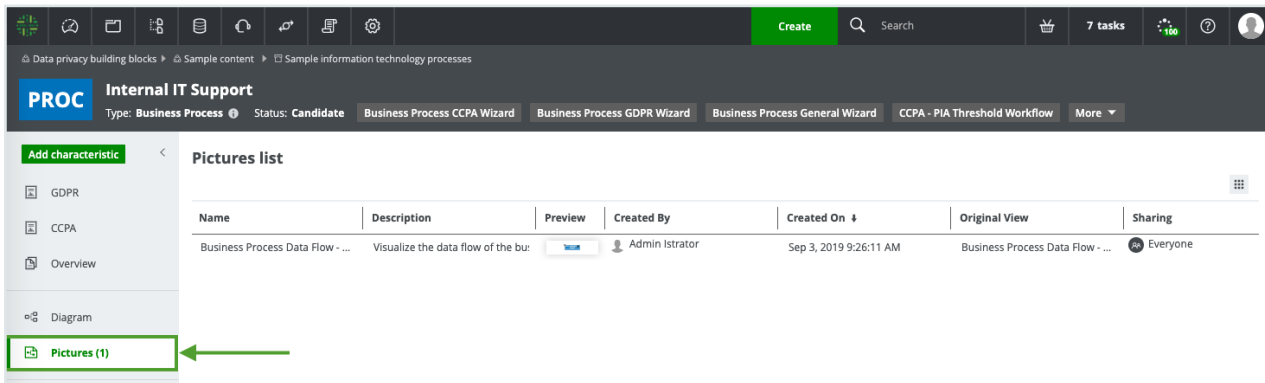 Create
Search
7 tasks
100
Data privacy building blocks
Sample content
Sample information technology processes
PROC
Internal IT Support
Type: Business Process
Status: Candidate
Business Process CCPA Wizard
Business Process GDPR Wizard
Business Process General Wizard
CCPA - PIA Threshold Workflow
More
Add characteristic
GDPR
CCPA
Overview
Diagram
Pictures (1)
Pictures list
Name Description Preview Created By Created On Original View Sharing
Business Process Data Flow - ... Visualize the data flow of the bu Admin Istrator Sep 3, 2019 9:26:11 AM Business Process Data Flow - ... Everyone